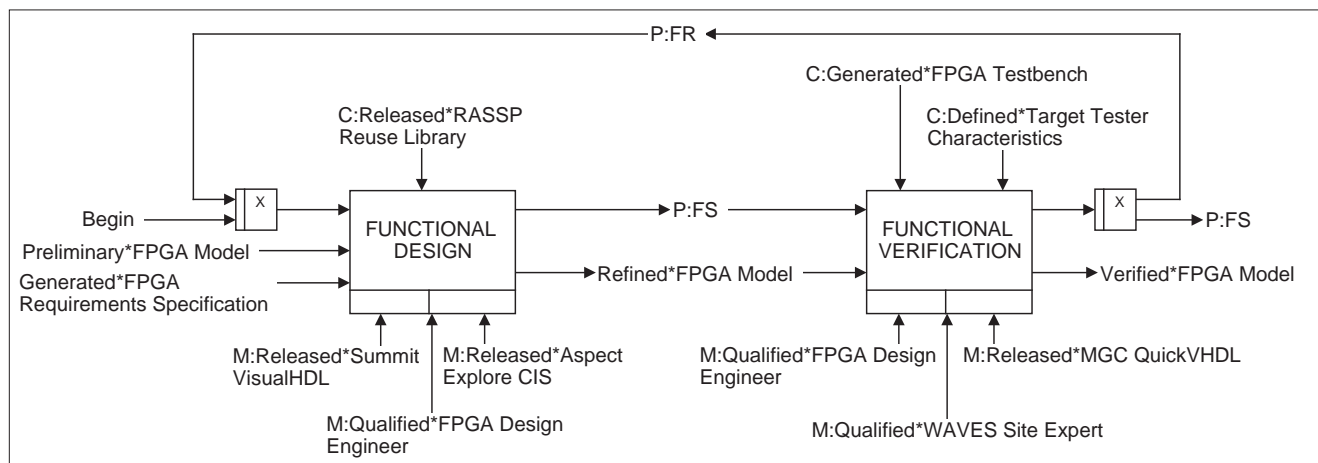 P:FR
C:Generated*FPGA Testbench
C:Released*RASSP
Reuse Library
C:Defined*Target Tester
Characteristics
X
X
Begin
FUNCTIONAL
DESIGN
P:FS
FUNCTIONAL
VERIFICATION
P:FS
Preliminary*FPGA Model
Refined*FPGA Model
Verified*FPGA Model
Generated*FPGA
Requirements Specification
M:Released*Summit
VisualHDL
M:Released*Aspect
Explore CIS
M:Qualified*FPGA Design
Engineer
M:Qualified*FPGA Design
Engineer
M:Released*MGC QuickVHDL
M:Qualified*WAVES Site Expert